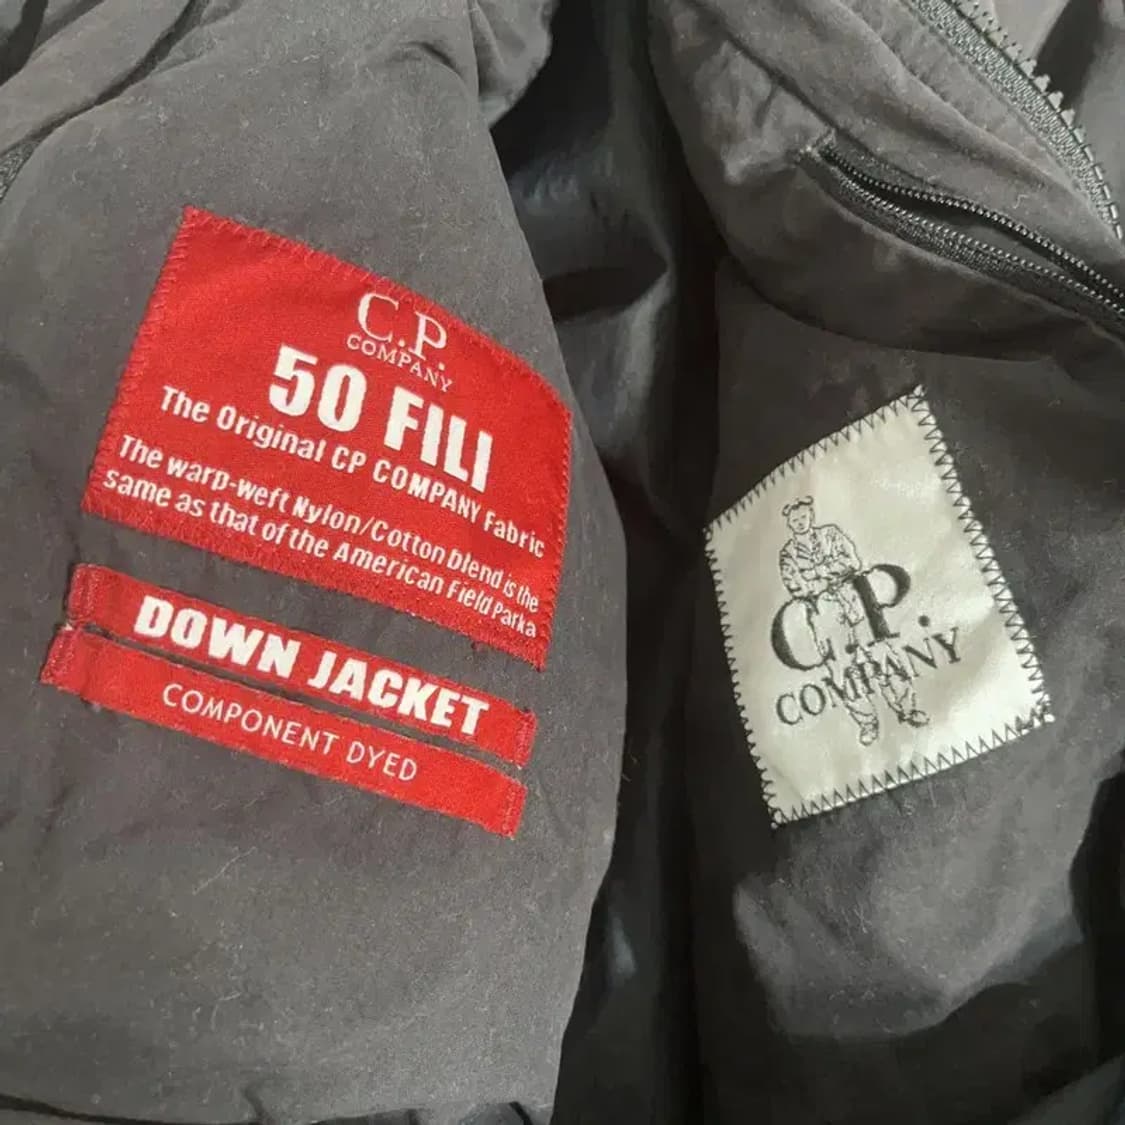 C.P.
COMPANY
50 FILI
The Original CP COMPANY Fabric
The warp-weft Nylon/Cotton blend is the
same as that of the American Field Parka
DOWN JACKET
COMPONENT DYED
C.P.
COMPANY